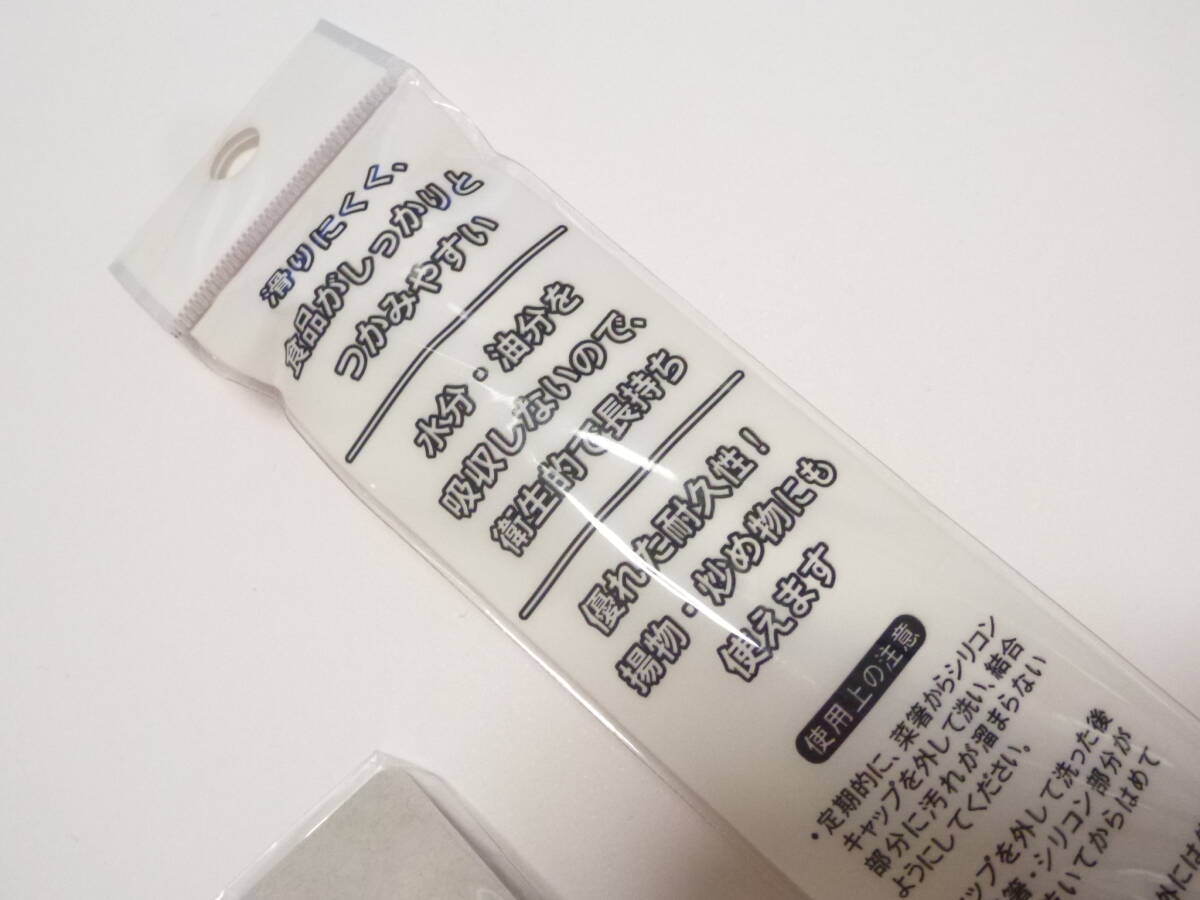 滑りにくく、
食品がしっかりと
つかみやすい
水分・油分を
吸収しないので、
衛生的で長持ち
優れた耐久性！
揚物・炒め物にも
使えます
使用上の注意
・定期的に、菜箸からシリコン
キャップを外して洗い、結合
部分に汚れが溜まらない
ようにしてください。
ップを外して洗った後
箸・シリコン部分が
いてからはめて
外には